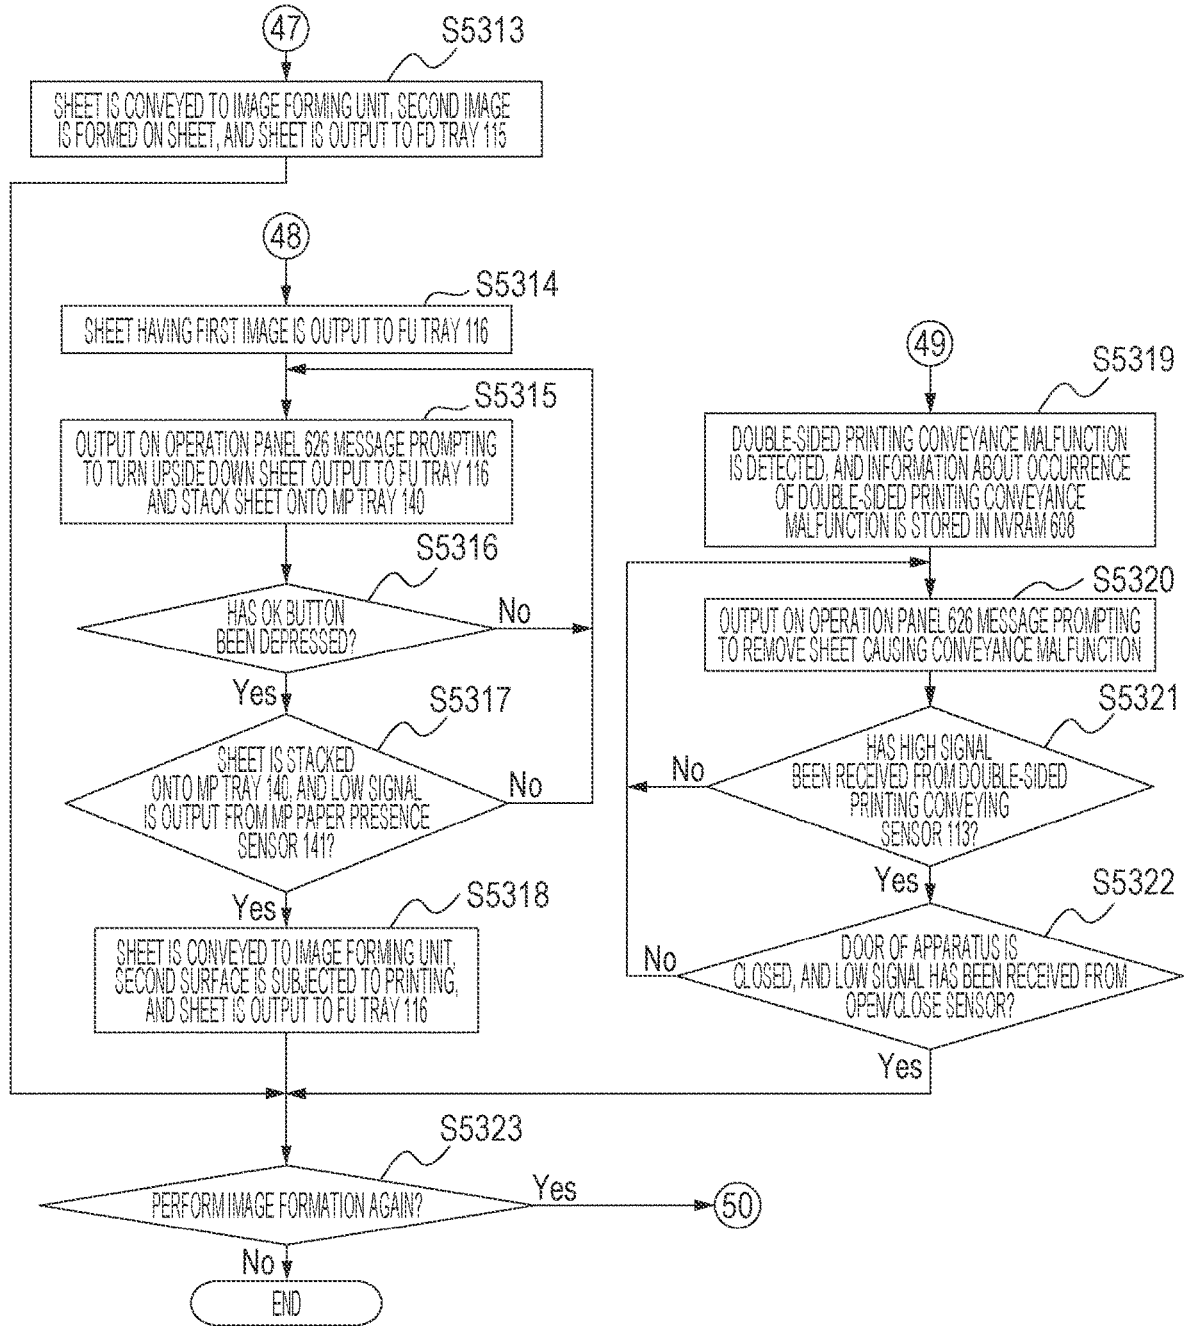 47
S5313
SHEET IS CONVEYED TO IMAGE FORMING UNIT, SECOND IMAGE
IS FORMED ON SHEET, AND SHEET IS OUTPUT TO FD TRAY 115
48
S5314
SHEET HAVING FIRST IMAGE IS OUTPUT TO FU TRAY 116
S5315
OUTPUT ON OPERATION PANEL 626 MESSAGE PROMPTING
TO TURN UPSIDE DOWN SHEET OUTPUT TO FU TRAY 116
AND STACK SHEET ONTO MP TRAY 140
S5316
HAS OK BUTTON
BEEN DEPRESSED?
No
Yes
S5317
SHEET IS STACKED
ONTO MP TRAY 140, AND LOW SIGNAL
IS OUTPUT FROM MP PAPER PRESENCE
SENSOR 141?
No
Yes
S5318
SHEET IS CONVEYED TO IMAGE FORMING UNIT,
SECOND SURFACE IS SUBJECTED TO PRINTING,
AND SHEET IS OUTPUT TO FU TRAY 116
49
S5319
DOUBLE-SIDED PRINTING CONVEYANCE MALFUNCTION
IS DETECTED, AND INFORMATION ABOUT OCCURRENCE
OF DOUBLE-SIDED PRINTING CONVEYANCE
MALFUNCTION IS STORED IN NVRAM 608
S5320
OUTPUT ON OPERATION PANEL 626 MESSAGE PROMPTING
TO REMOVE SHEET CAUSING CONVEYANCE MALFUNCTION
S5321
HAS HIGH SIGNAL
BEEN RECEIVED FROM DOUBLE-SIDED
PRINTING CONVEYING
SENSOR 113?
No
Yes
S5322
DOOR OF APPARATUS IS
CLOSED, AND LOW SIGNAL HAS BEEN RECEIVED FROM
OPEN/CLOSE SENSOR?
No
Yes
S5323
PERFORM IMAGE FORMATION AGAIN?
Yes
50
No
END